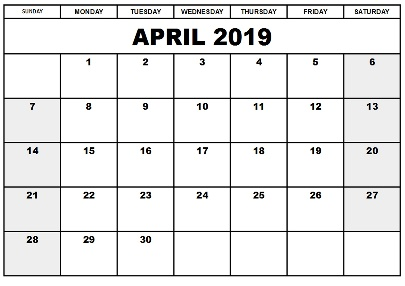 SUNDAY MONDAY TUESDAY WEDNESDAY THURSDAY FRIDAY SATURDAY
APRIL 2019
1 2 3 4 5 6
7 8 9 10 11 12 13
14 15 16 17 18 19 20
21 22 23 24 25 26 27
28 29 30